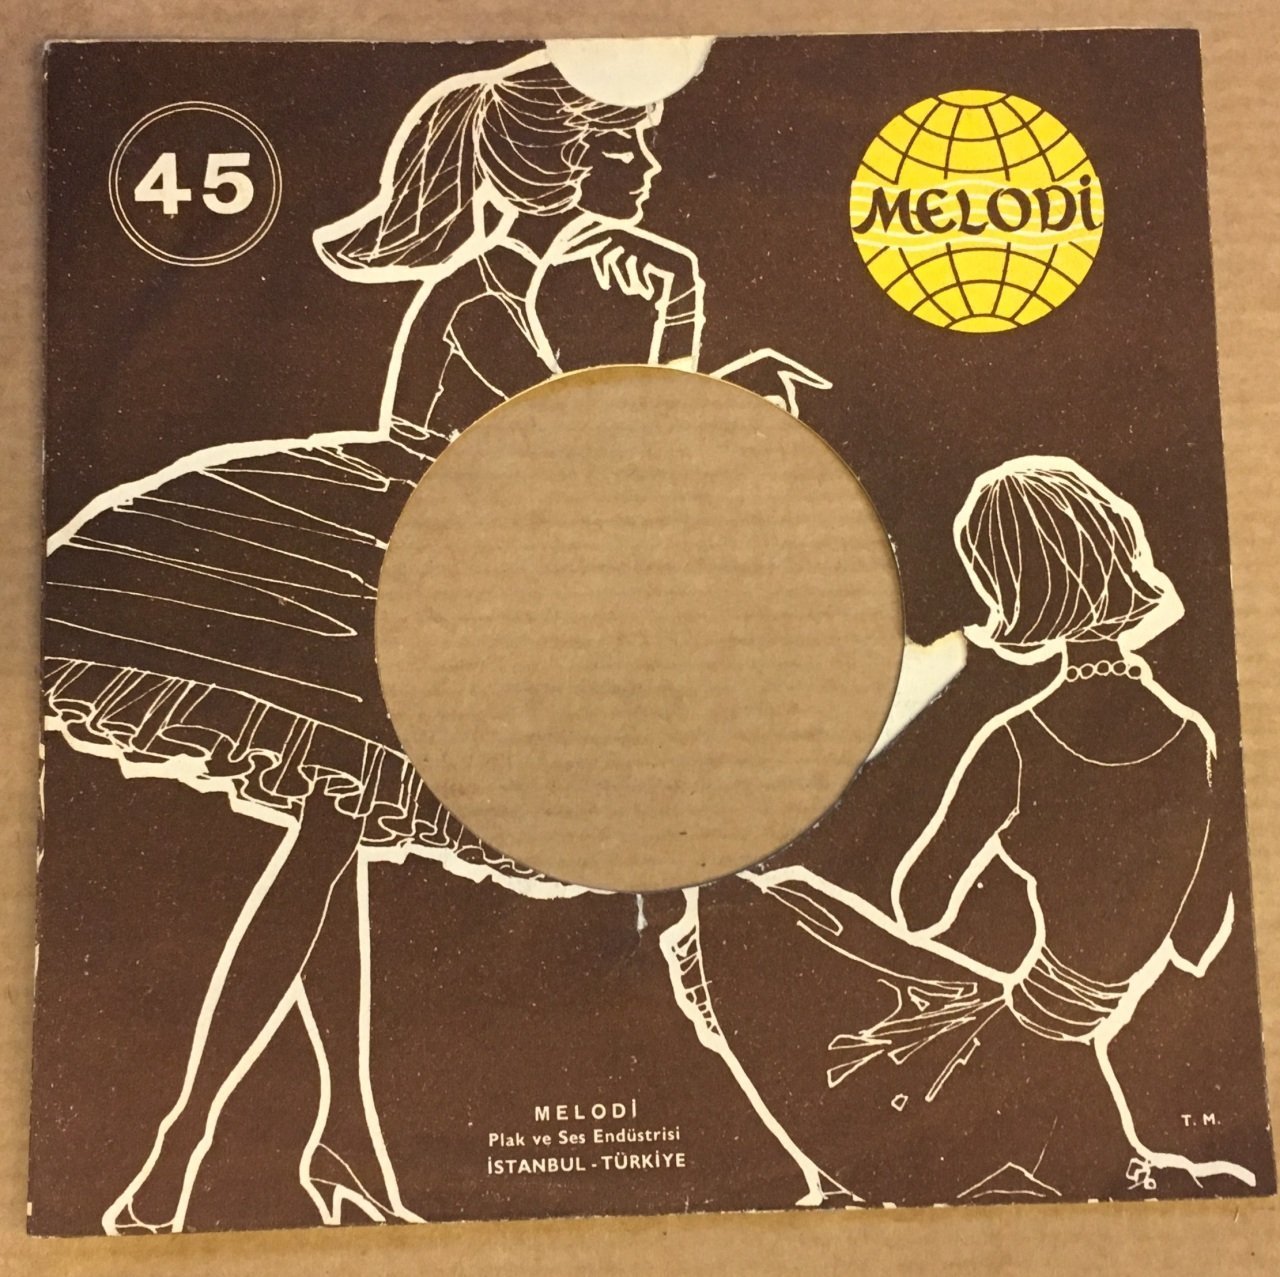 45
MELODİ
MELODİ
Plak ve Ses Endüstrisi
İSTANBUL - TÜRKİYE
T. M.